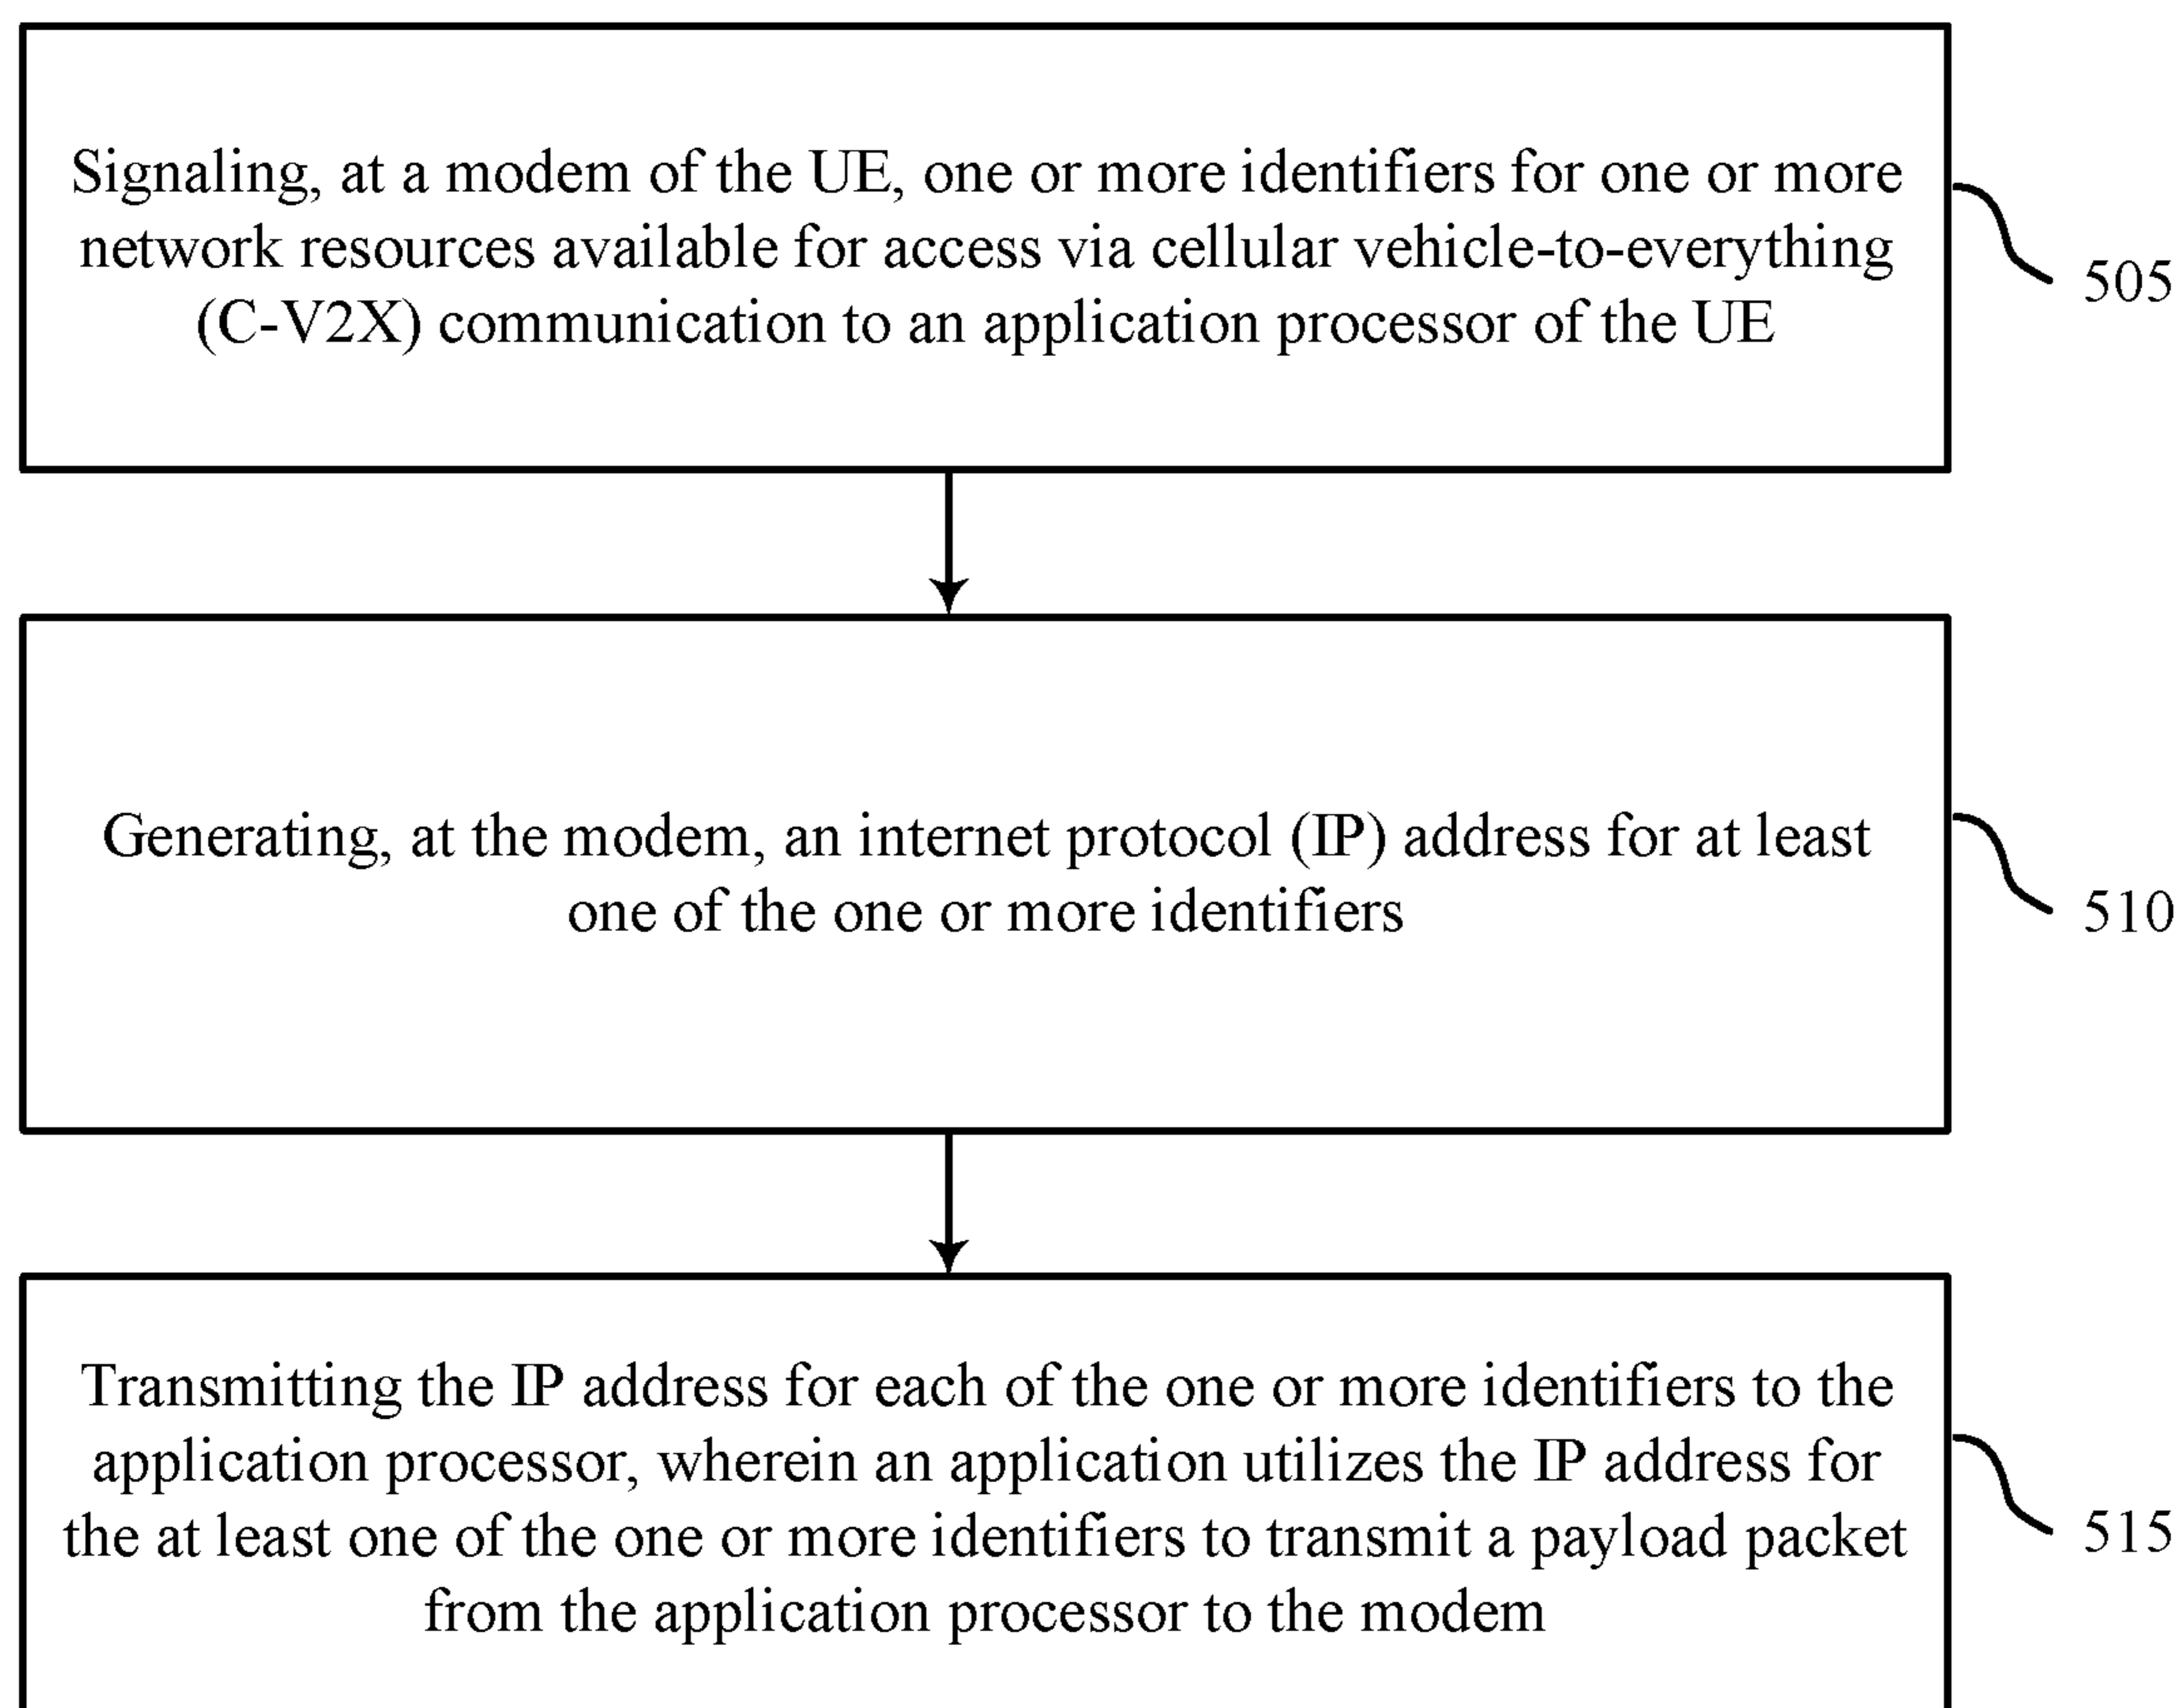 Signaling, at a modem of the UE, one or more identifiers for one or more
network resources available for access via cellular vehicle-to-everything
(C-V2X) communication to an application processor of the UE
505
Generating, at the modem, an internet protocol (IP) address for at least
one of the one or more identifiers
510
Transmitting the IP address for each of the one or more identifiers to the
application processor, wherein an application utilizes the IP address for
the at least one of the one or more identifiers to transmit a payload packet
from the application processor to the modem
515